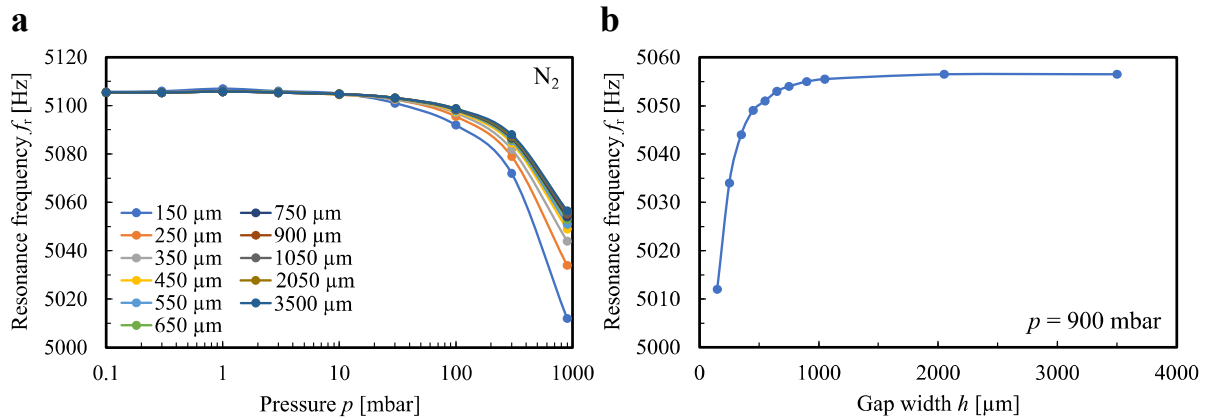 a
Resonance frequency fr [Hz]
5120
5100
5080
5060
5040
5020
5000
N2
150 µm
250 µm
350 µm
450 µm
550 µm
650 µm
750 µm
900 µm
1050 µm
2050 µm
3500 µm
0.1
1
10
100
1000
Pressure p [mbar]
b
Resonance frequency fr [Hz]
5060
5050
5040
5030
5020
5010
5000
p = 900 mbar
0
1000
2000
3000
4000
Gap width h [µm]